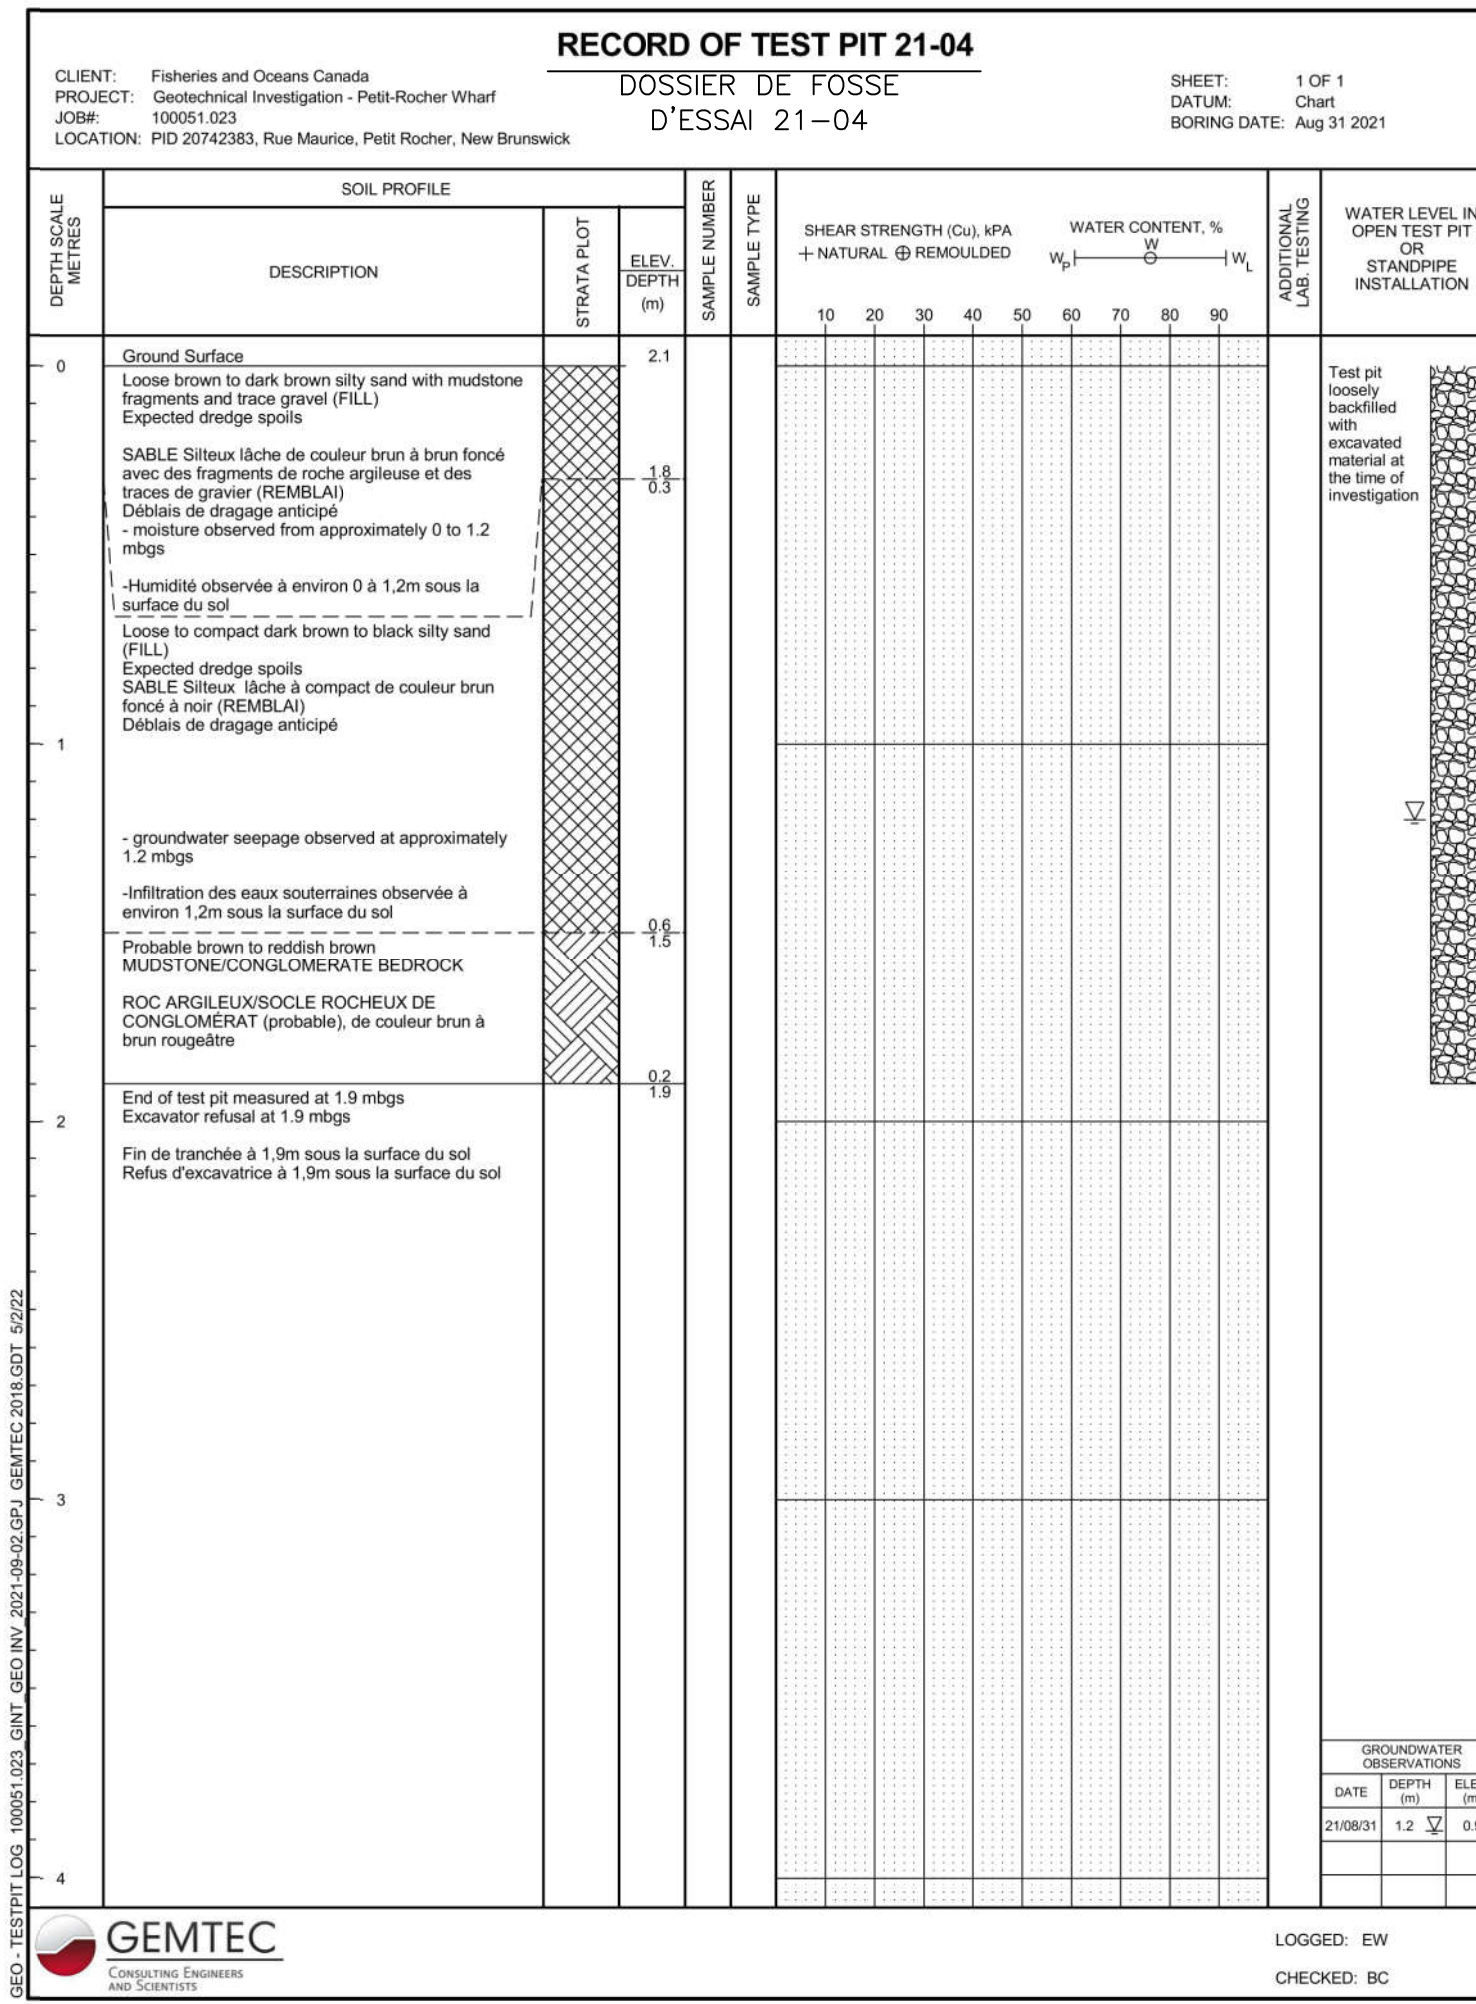 RECORD OF TEST PIT 21-04
DOSSIER DE FOSSE
D'ESSAI 21-04
CLIENT: Fisheries and Oceans Canada
PROJECT: Geotechnical Investigation - Petit-Rocher Wharf
JOB#: 100051.023
LOCATION: PID 20742383, Rue Maurice, Petit Rocher, New Brunswick
SHEET: 1 OF 1
DATUM: Chart
BORING DATE: Aug 31 2021
DEPTH SCALE
METRES
SOIL PROFILE
DESCRIPTION
STRATA PLOT
ELEV.
DEPTH
(m)
SAMPLE NUMBER
SAMPLE TYPE
SHEAR STRENGTH (Cu), kPA
+ NATURAL ⊕ REMOULDED
WATER CONTENT, %
W
WP WL
10 20 30 40 50 60 70 80 90
ADDITIONAL
LAB. TESTING
WATER LEVEL IN
OPEN TEST PIT
OR
STANDPIPE
INSTALLATION
0
Ground Surface 2.1
Loose brown to dark brown silty sand with mudstone
fragments and trace gravel (FILL)
Expected dredge spoils
SABLE Silteux lâche de couleur brun à brun foncé
avec des fragments de roche argileuse et des
traces de gravier (REMBLAI)
Déblais de dragage anticipé
- moisture observed from approximately 0 to 1.2
mbgs
-Humidité observée à environ 0 à 1,2m sous la
surface du sol
1.8
0.3
Loose to compact dark brown to black silty sand
(FILL)
Expected dredge spoils
SABLE Silteux lâche à compact de couleur brun
foncé à noir (REMBLAI)
Déblais de dragage anticipé
1
- groundwater seepage observed at approximately
1.2 mbgs
-Infiltration des eaux souterraines observée à
environ 1,2m sous la surface du sol
0.6
1.5
Probable brown to reddish brown
MUDSTONE/CONGLOMERATE BEDROCK
ROC ARGILEUX/SOCLE ROCHEUX DE
CONGLOMÉRAT (probable), de couleur brun à
brun rougeâtre
0.2
1.9
End of test pit measured at 1.9 mbgs
Excavator refusal at 1.9 mbgs
2
Fin de tranchée à 1,9m sous la surface du sol
Refus d'excavatrice à 1,9m sous la surface du sol
3
4
Test pit
loosely
backfilled
with
excavated
material at
the time of
investigation
GROUNDWATER
OBSERVATIONS
DATE DEPTH
(m)
21/08/31 1.2
GEO - TESTPIT LOG 100051.023_GINT_GEO INV_2021-09-02.GPJ GEMTEC 2018.GDT 5/2/22
GEMTEC
CONSULTING ENGINEERS
AND SCIENTISTS
LOGGED: EW
CHECKED: BC